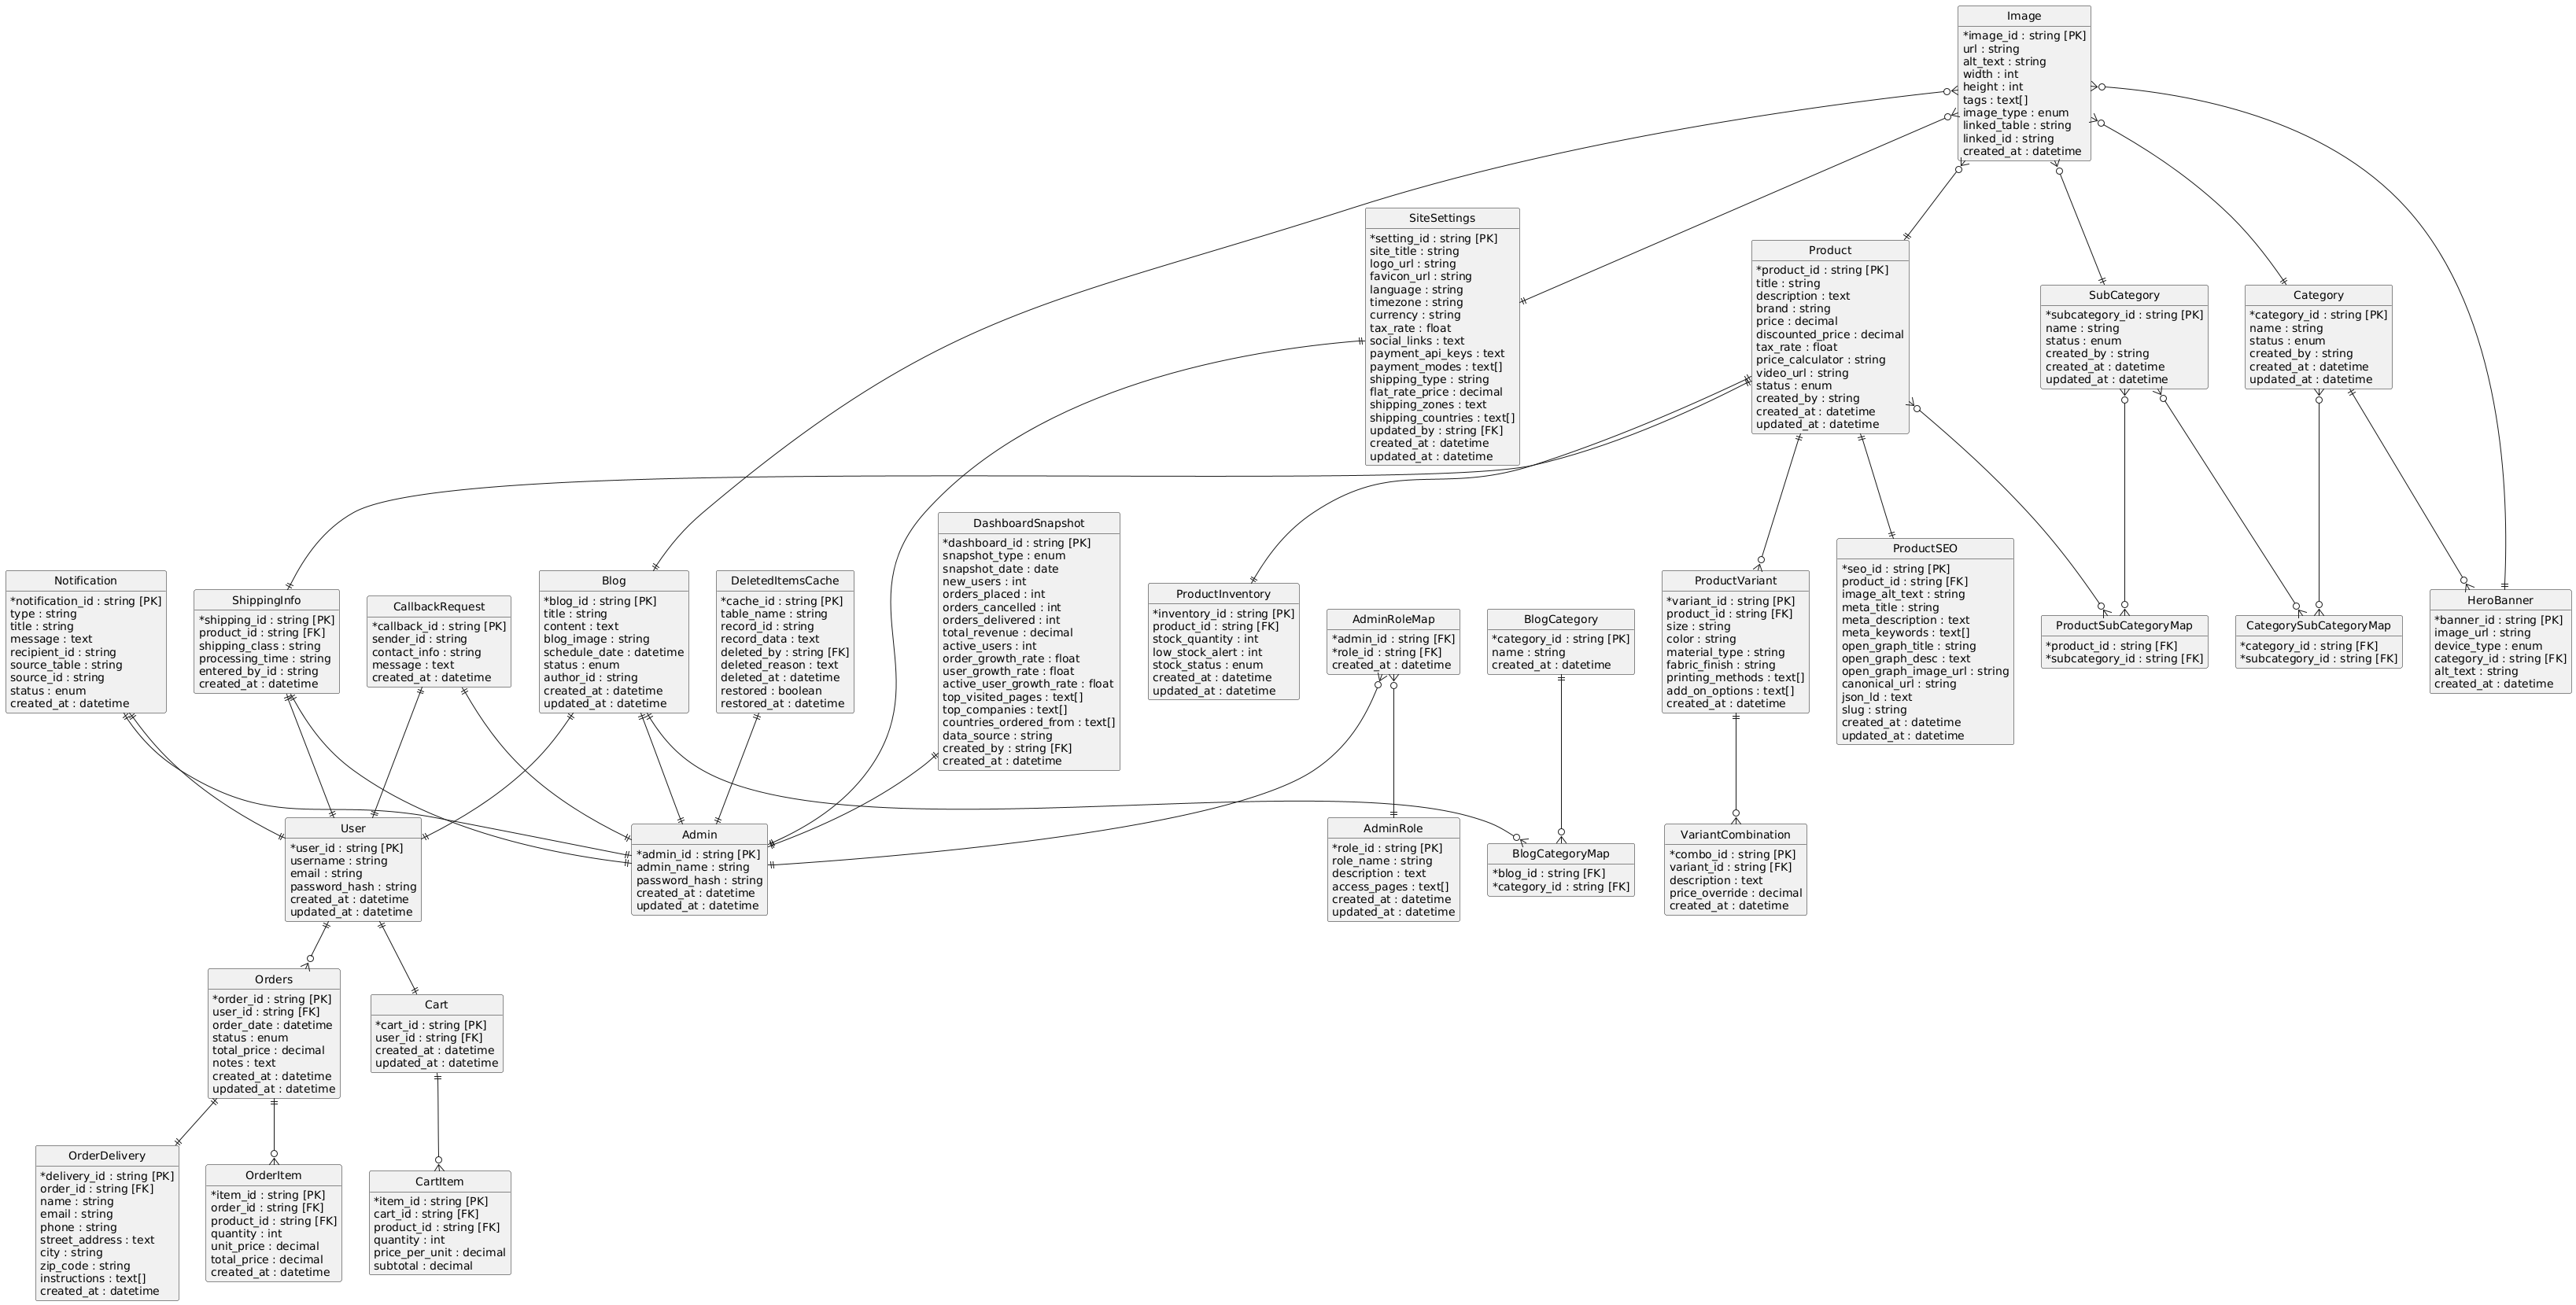 Image
*image_id : string [PK]
url : string
alt_text : string
width : int
height : int
tags : text[]
image_type : enum
linked_table : string
linked_id : string
created_at : datetime
SiteSettings
*setting_id : string [PK]
site_title : string
logo_url : string
favicon_url : string
language : string
timezone : string
currency : string
tax_rate : float
social_links : text
payment_api_keys : text
payment_modes : text[]
shipping_type : string
flat_rate_price : decimal
shipping_zones : text
shipping_countries : text[]
updated_by : string [FK]
created_at : datetime
updated_at : datetime
Product
*product_id : string [PK]
title : string
description : text
brand : string
price : decimal
discounted_price : decimal
tax_rate : float
price_calculator : string
video_url : string
status : enum
created_by : string
created_at : datetime
updated_at : datetime
SubCategory
*subcategory_id : string [PK]
name : string
status : enum
created_by : string
created_at : datetime
updated_at : datetime
Category
*category_id : string [PK]
name : string
status : enum
created_by : string
created_at : datetime
updated_at : datetime
Notification
*notification_id : string [PK]
type : string
title : string
message : text
recipient_id : string
source_table : string
source_id : string
status : enum
created_at : datetime
ShippingInfo
*shipping_id : string [PK]
product_id : string [FK]
shipping_class : string
processing_time : string
entered_by_id : string
created_at : datetime
CallbackRequest
*callback_id : string [PK]
sender_id : string
contact_info : string
message : text
created_at : datetime
Blog
*blog_id : string [PK]
title : string
content : text
blog_image : string
schedule_date : datetime
status : enum
author_id : string
created_at : datetime
updated_at : datetime
DeletedItemsCache
*cache_id : string [PK]
table_name : string
record_id : string
record_data : text
deleted_by : string [FK]
deleted_reason : text
deleted_at : datetime
restored : boolean
restored_at : datetime
DashboardSnapshot
*dashboard_id : string [PK]
snapshot_type : enum
snapshot_date : date
new_users : int
orders_placed : int
orders_cancelled : int
orders_delivered : int
total_revenue : decimal
active_users : int
order_growth_rate : float
user_growth_rate : float
active_user_growth_rate : float
top_visited_pages : text[]
top_companies : text[]
countries_ordered_from : text[]
data_source : string
created_by : string [FK]
created_at : datetime
ProductInventory
*inventory_id : string [PK]
product_id : string [FK]
stock_quantity : int
low_stock_alert : int
stock_status : enum
created_at : datetime
updated_at : datetime
AdminRoleMap
*admin_id : string [FK]
*role_id : string [FK]
created_at : datetime
BlogCategory
*category_id : string [PK]
name : string
created_at : datetime
ProductVariant
*variant_id : string [PK]
product_id : string [FK]
size : string
color : string
material_type : string
fabric_finish : string
printing_methods : text[]
add_on_options : text[]
created_at : datetime
ProductSEO
*seo_id : string [PK]
product_id : string [FK]
image_alt_text : string
meta_title : string
meta_description : text
meta_keywords : text[]
open_graph_title : string
open_graph_desc : text
open_graph_image_url : string
canonical_url : string
json_ld : text
slug : string
created_at : datetime
updated_at : datetime
ProductSubCategoryMap
*product_id : string [FK]
*subcategory_id : string [FK]
CategorySubCategoryMap
*category_id : string [FK]
*subcategory_id : string [FK]
HeroBanner
*banner_id : string [PK]
image_url : string
device_type : enum
category_id : string [FK]
alt_text : string
created_at : datetime
User
*user_id : string [PK]
username : string
email : string
password_hash : string
created_at : datetime
updated_at : datetime
Admin
*admin_id : string [PK]
admin_name : string
password_hash : string
created_at : datetime
updated_at : datetime
AdminRole
*role_id : string [PK]
role_name : string
description : text
access_pages : text[]
created_at : datetime
updated_at : datetime
BlogCategoryMap
*blog_id : string [FK]
*category_id : string [FK]
VariantCombination
*combo_id : string [PK]
variant_id : string [FK]
description : text
price_override : decimal
created_at : datetime
Orders
*order_id : string [PK]
user_id : string [FK]
order_date : datetime
status : enum
total_price : decimal
notes : text
created_at : datetime
updated_at : datetime
Cart
*cart_id : string [PK]
user_id : string [FK]
created_at : datetime
updated_at : datetime
OrderDelivery
*delivery_id : string [PK]
order_id : string [FK]
name : string
email : string
phone : string
street_address : text
city : string
zip_code : string
instructions : text[]
created_at : datetime
OrderItem
*item_id : string [PK]
order_id : string [FK]
product_id : string [FK]
quantity : int
unit_price : decimal
total_price : decimal
created_at : datetime
CartItem
*item_id : string [PK]
cart_id : string [FK]
product_id : string [FK]
quantity : int
price_per_unit : decimal
subtotal : decimal